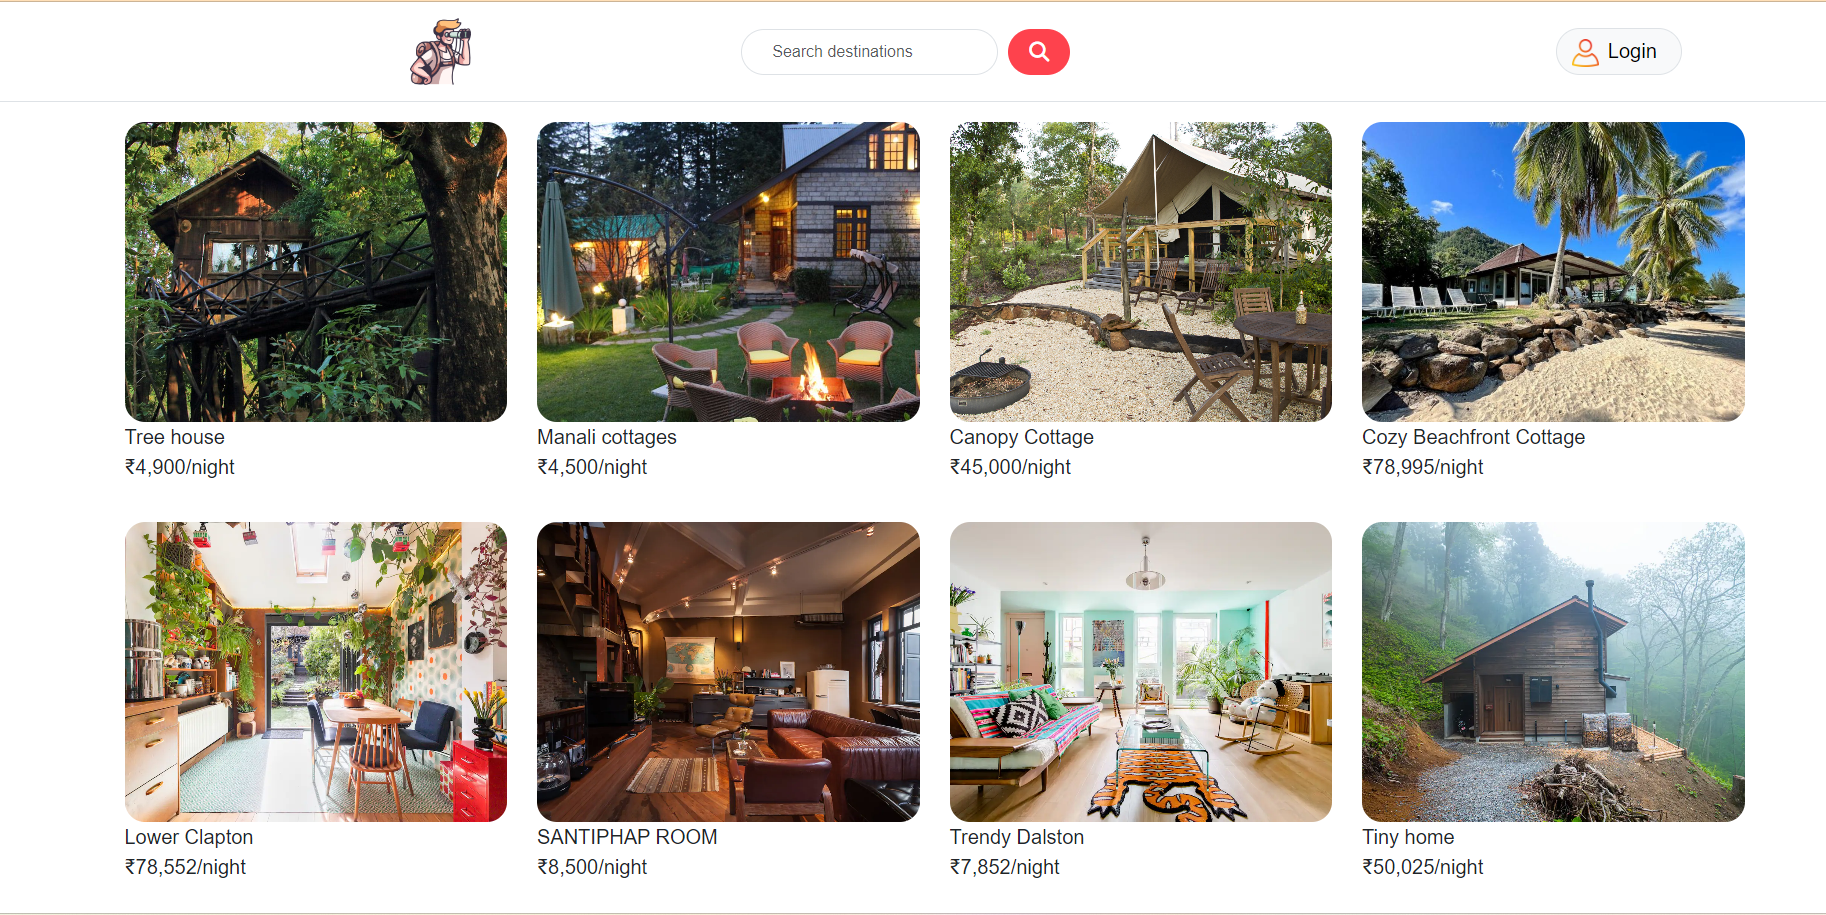 Search destinations
Login
Tree house
₹4,900/night
Manali cottages
₹4,500/night
Canopy Cottage
₹45,000/night
Cozy Beachfront Cottage
₹78,995/night
Lower Clapton
₹78,552/night
SANTIPHAP ROOM
₹8,500/night
Trendy Dalston
₹7,852/night
Tiny home
₹50,025/night